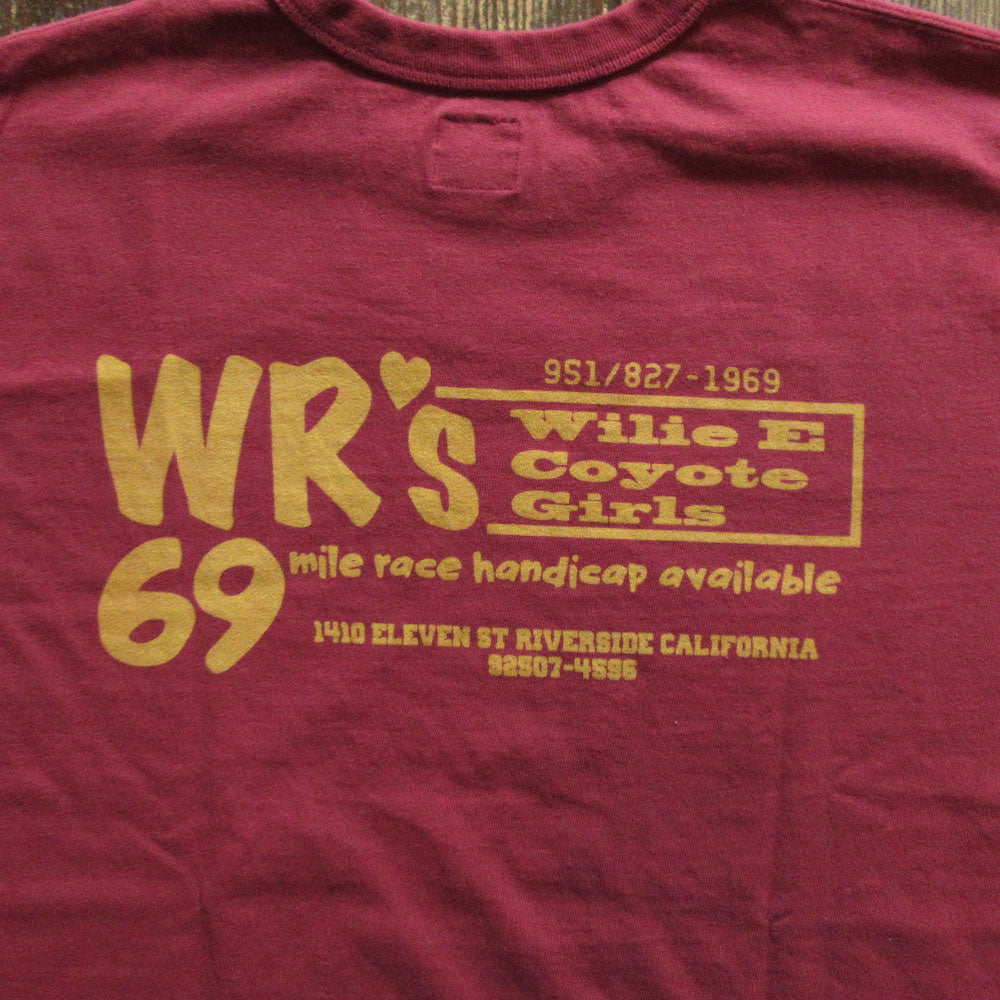 WR's
951/827-1969
Wilie E
Coyote
Girls
69 mile race handicap available
1410 ELEVEN ST RIVERSIDE CALIFORNIA
92507-4596